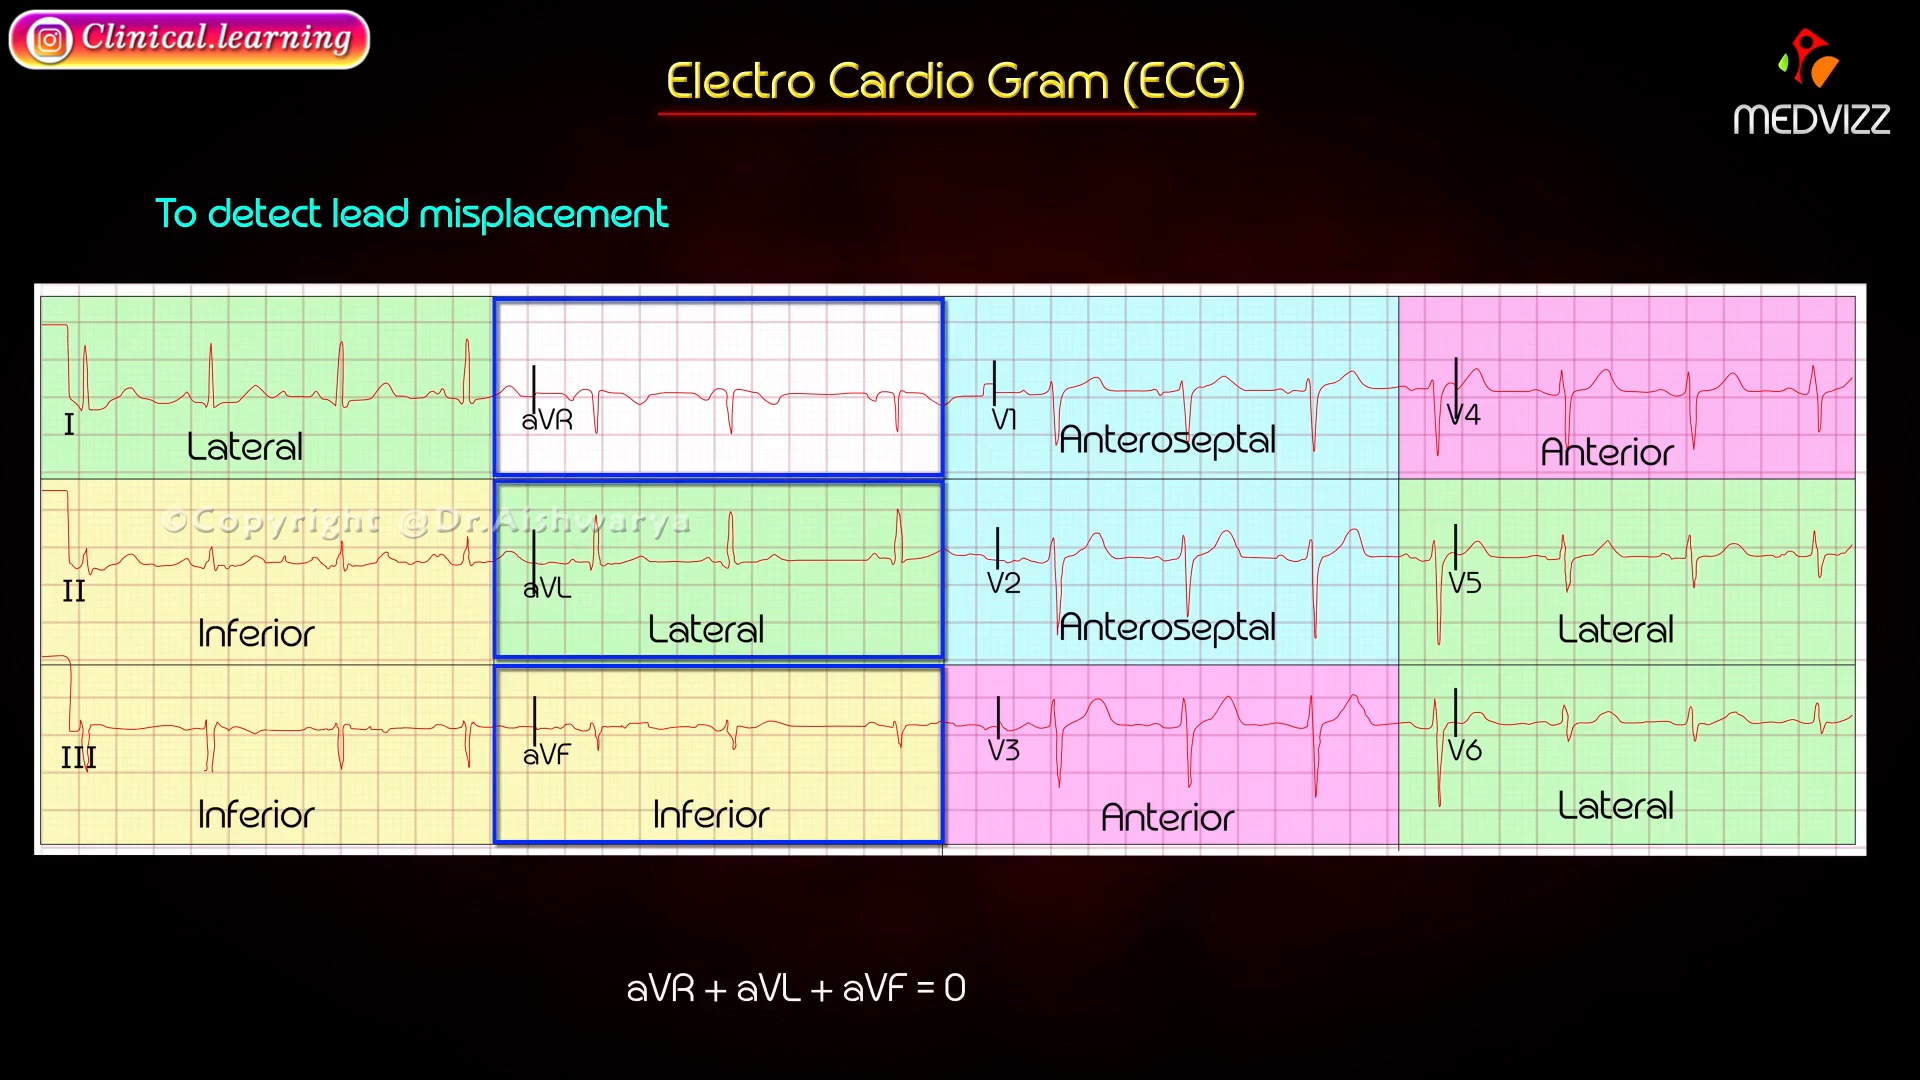 Clinical.learning
Electro Cardio Gram (ECG)
MEDVIZZ
To detect lead misplacement
I
Lateral
aVR
V1
Anteroseptal
V4
Anterior
©Copyright @Dr.Aishwarya
II
Inferior
aVL
Lateral
V2
Anteroseptal
V5
Lateral
III
Inferior
aVF
Inferior
V3
Anterior
V6
Lateral
aVR + aVL + aVF = 0